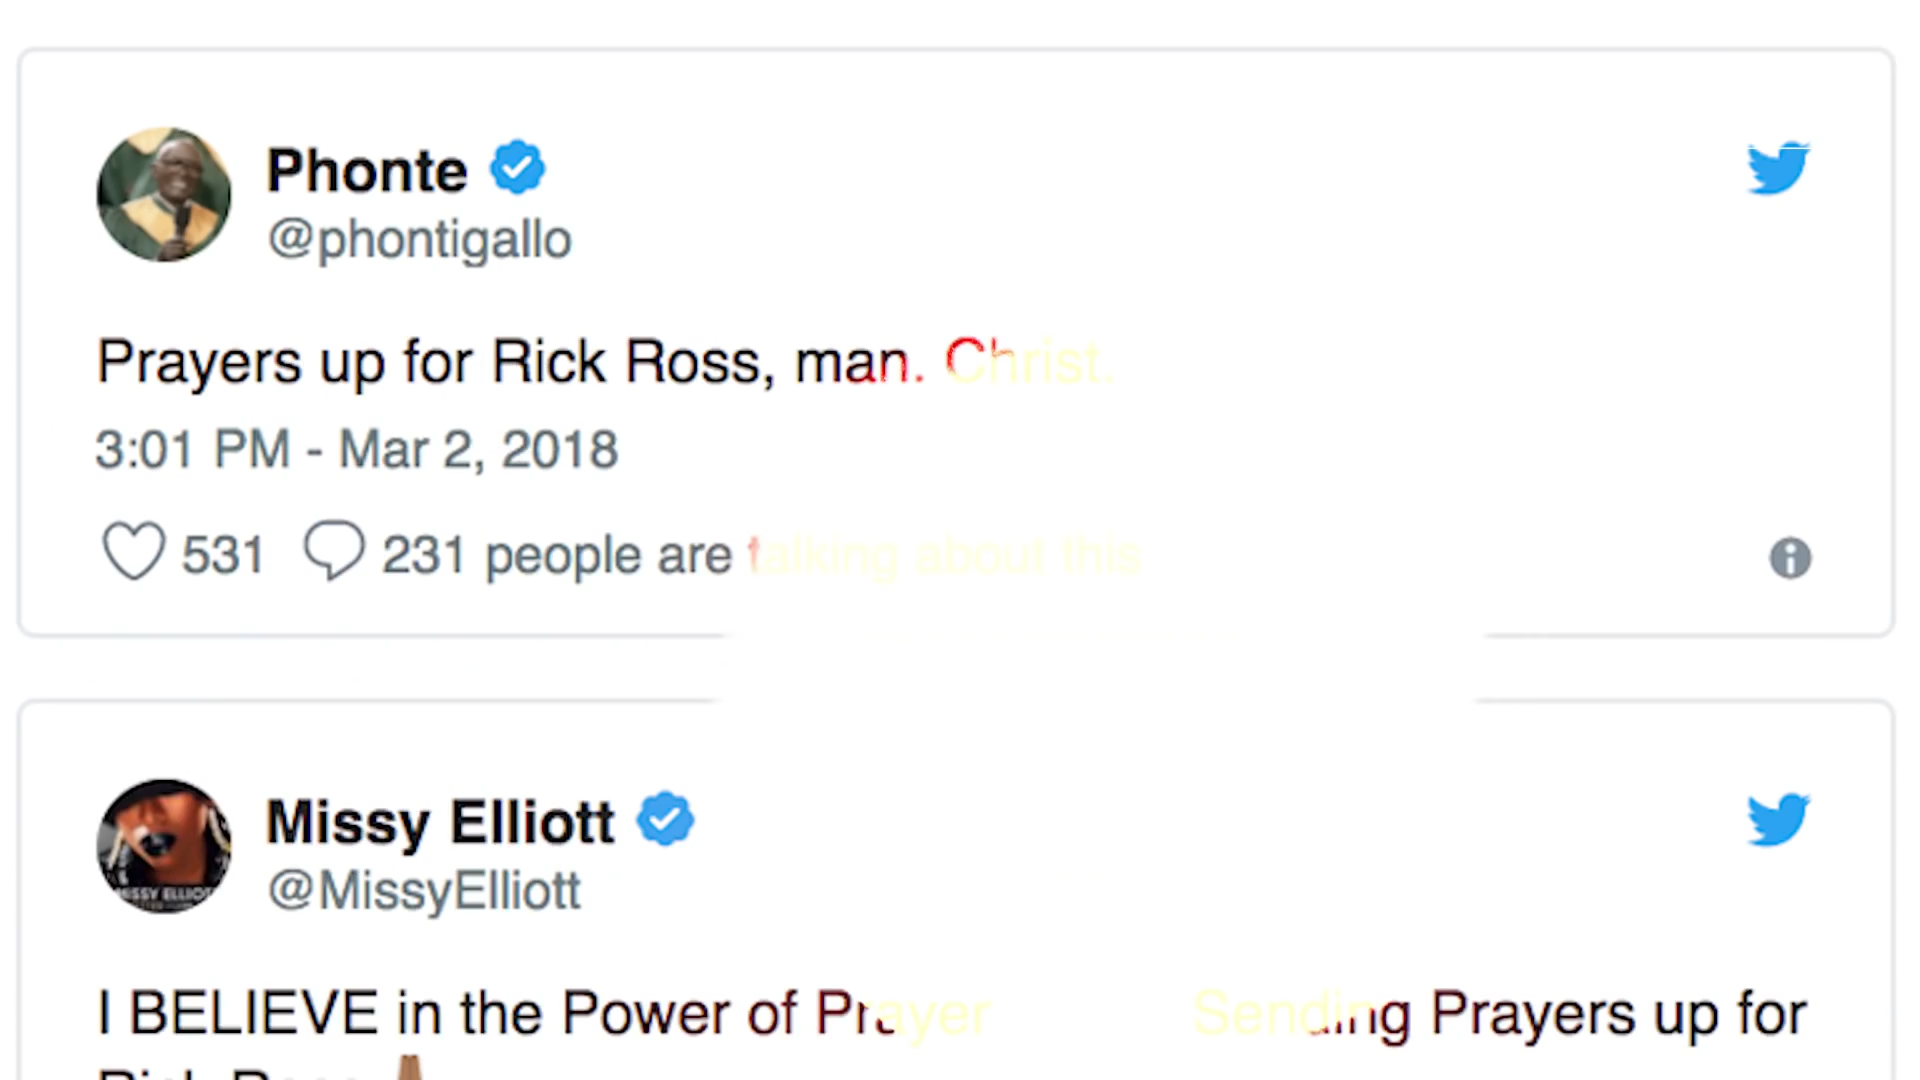 Phonte
@phontigallo
Prayers up for Rick Ross, man. Christ.
3:01 PM - Mar 2, 2018
531 231 people are talking about this
Missy Elliott
@MissyElliott
I BELIEVE in the Power of Prayer Sending Prayers up for